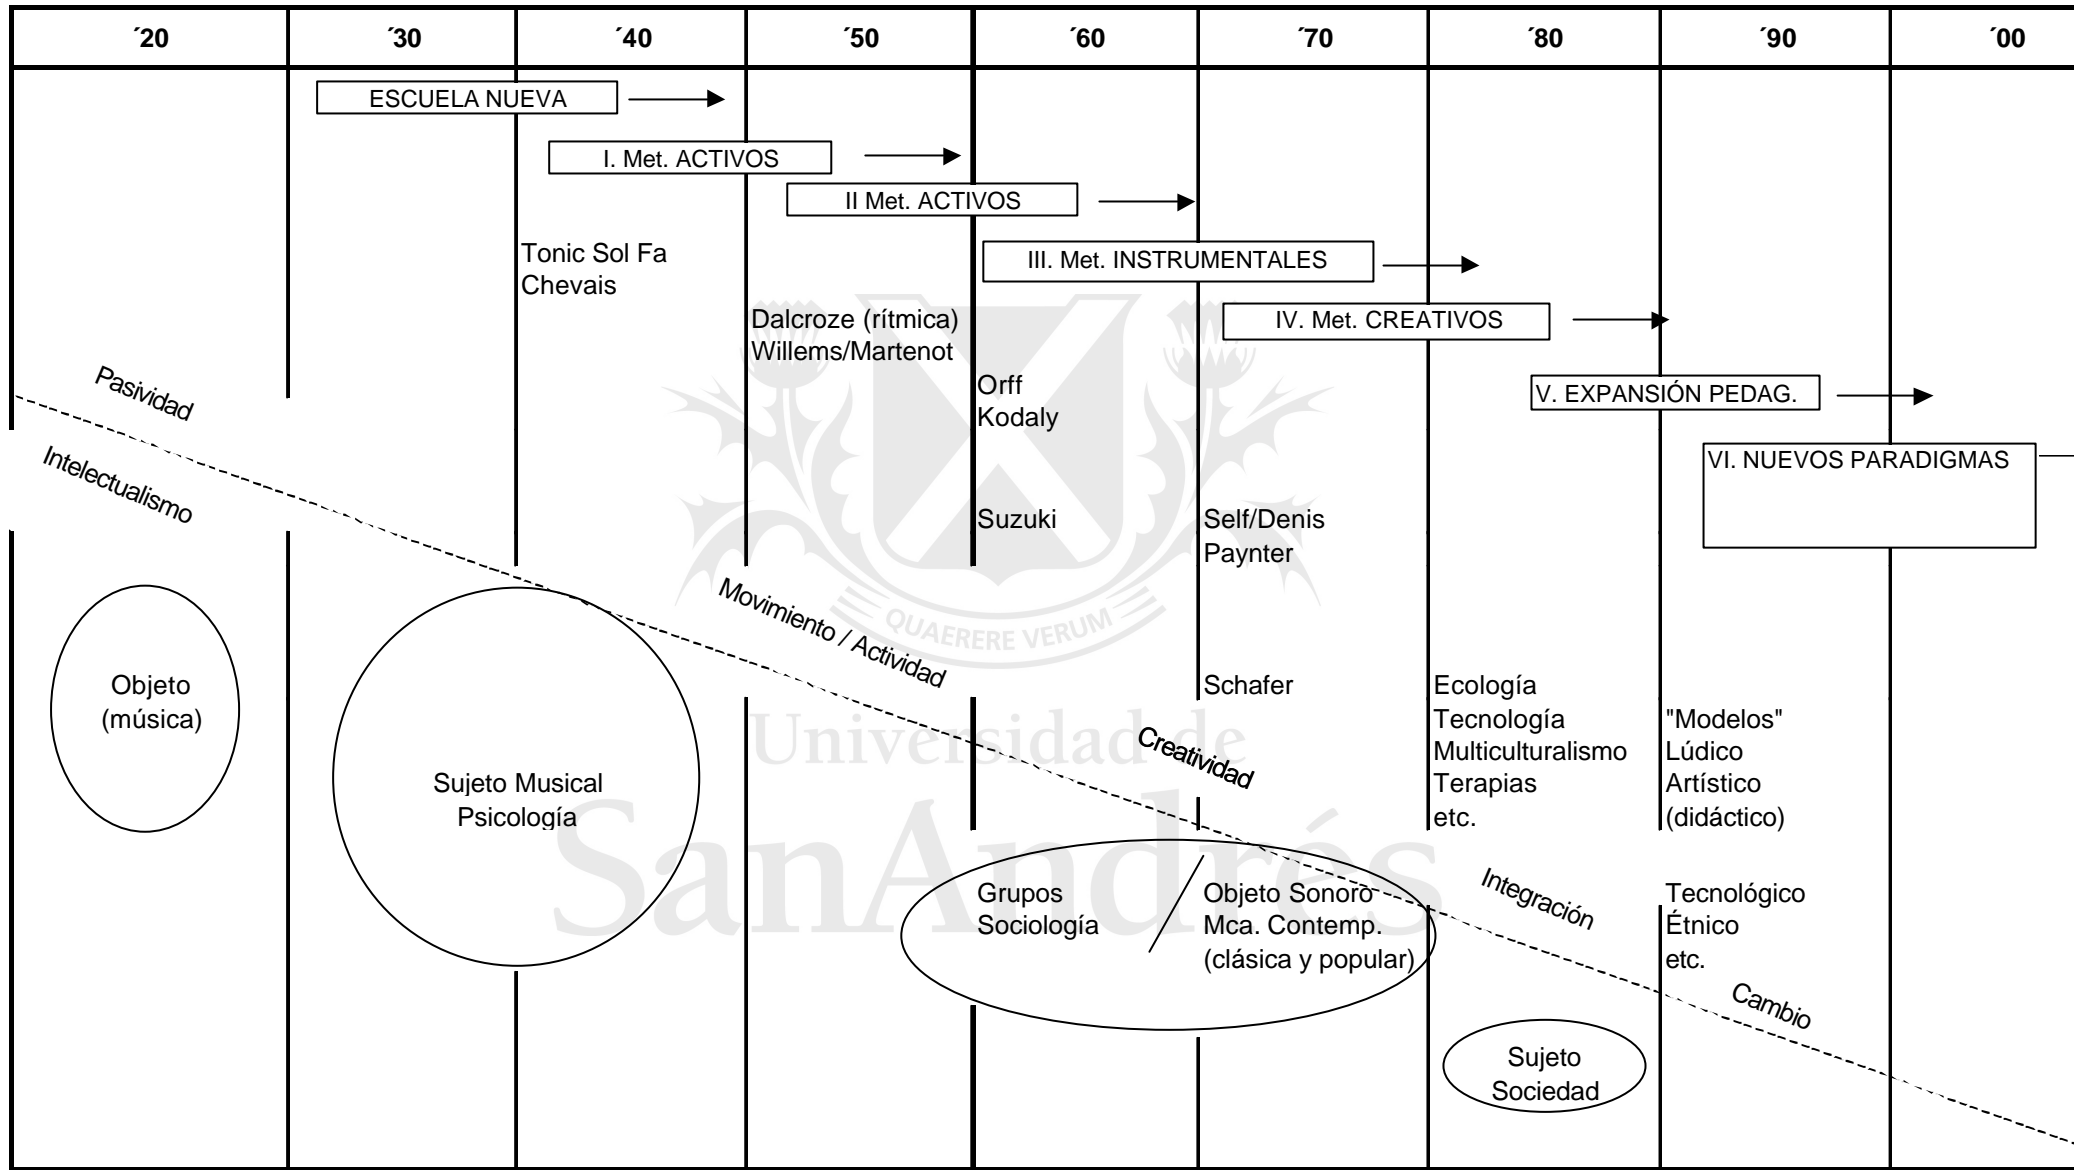 ´20
´30
´40
´50
´60
´70
´80
´90
´00
ESCUELA NUEVA
I. Met. ACTIVOS
II Met. ACTIVOS
Tonic Sol Fa
Chevais
III. Met. INSTRUMENTALES
Dalcroze (rítmica)
Willems/Martenot
IV. Met. CREATIVOS
Orff
Kodaly
V. EXPANSIÓN PEDAG.
Pasividad
Intelectualismo
VI. NUEVOS PARADIGMAS
Suzuki
Self/Denis
Paynter
Movimiento / Actividad
QUAERERE VERUM
Objeto
(música)
Schafer
Ecología
Tecnología
Multiculturalismo
Terapias
etc.
"Modelos"
Lúdico
Artístico
(didáctico)
Universidad de
SanAndrés
Creatividad
Sujeto Musical
Psicología
Grupos
Sociología
Objeto Sonoro
Mca. Contemp.
(clásica y popular)
Integración
Tecnológico
Étnico
etc.
Cambio
Sujeto
Sociedad